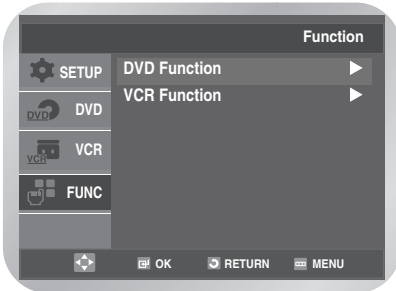 Function
SETUP
DVD Function
VCR Function
DVD DVD
VCR VCR
FUNC
OK RETURN MENU